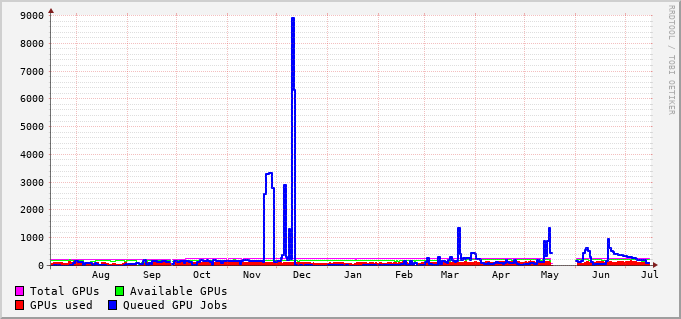 RRDTOOL / TOBI OETIKER
9000
8000
7000
6000
5000
4000
3000
2000
1000
0
Aug Sep Oct Nov Dec Jan Feb Mar Apr May Jun Jul
Total GPUs Available GPUs
GPUs used Queued GPU Jobs